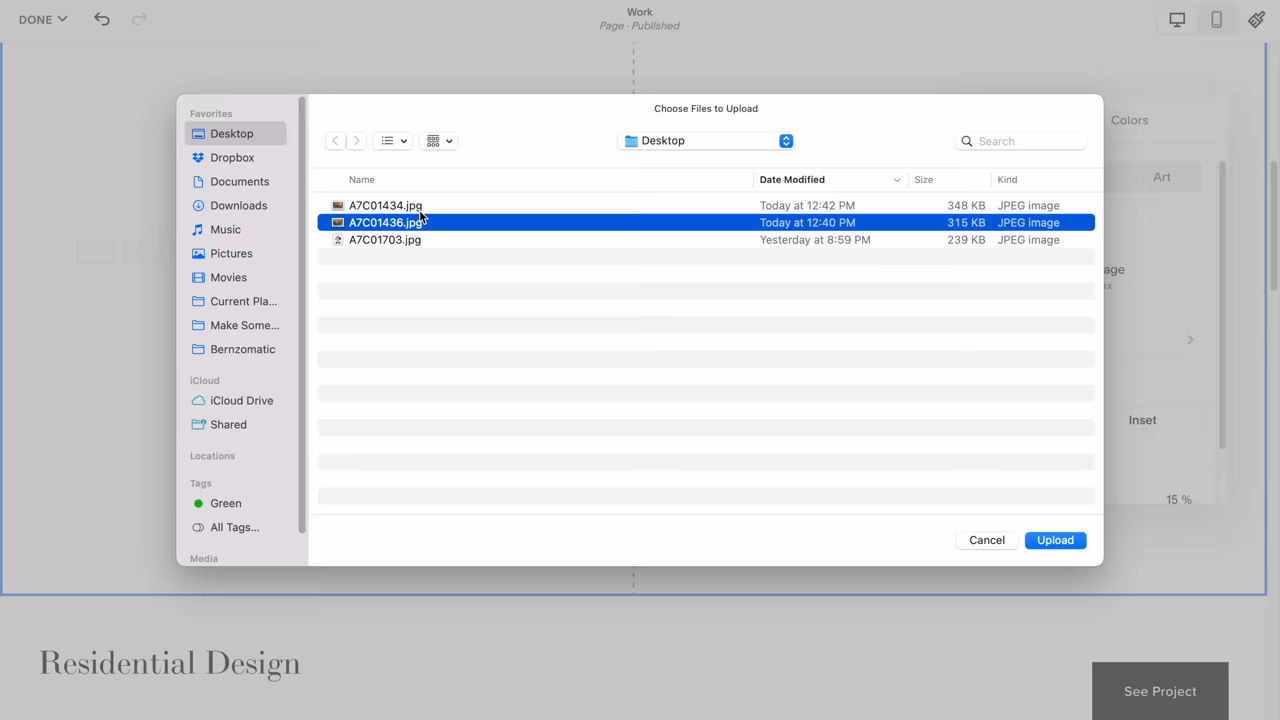 DONE
Work
Page · Published
Choose Files to Upload
Favorites
Desktop
Dropbox
Documents
Downloads
Music
Pictures
Movies
Current Pla...
Make Some...
Bernzomatic
iCloud
iCloud Drive
Shared
Locations
Tags
Green
All Tags...
Media
Desktop
Search
Name Date Modified Size Kind
A7C01434.jpg Today at 12:42 PM 348 KB JPEG image
A7C01436.jpg Today at 12:40 PM 315 KB JPEG image
A7C01703.jpg Yesterday at 8:59 PM 239 KB JPEG image
Cancel Upload
Colors
Art
age
ax
Inset
15 %
Residential Design
See Project